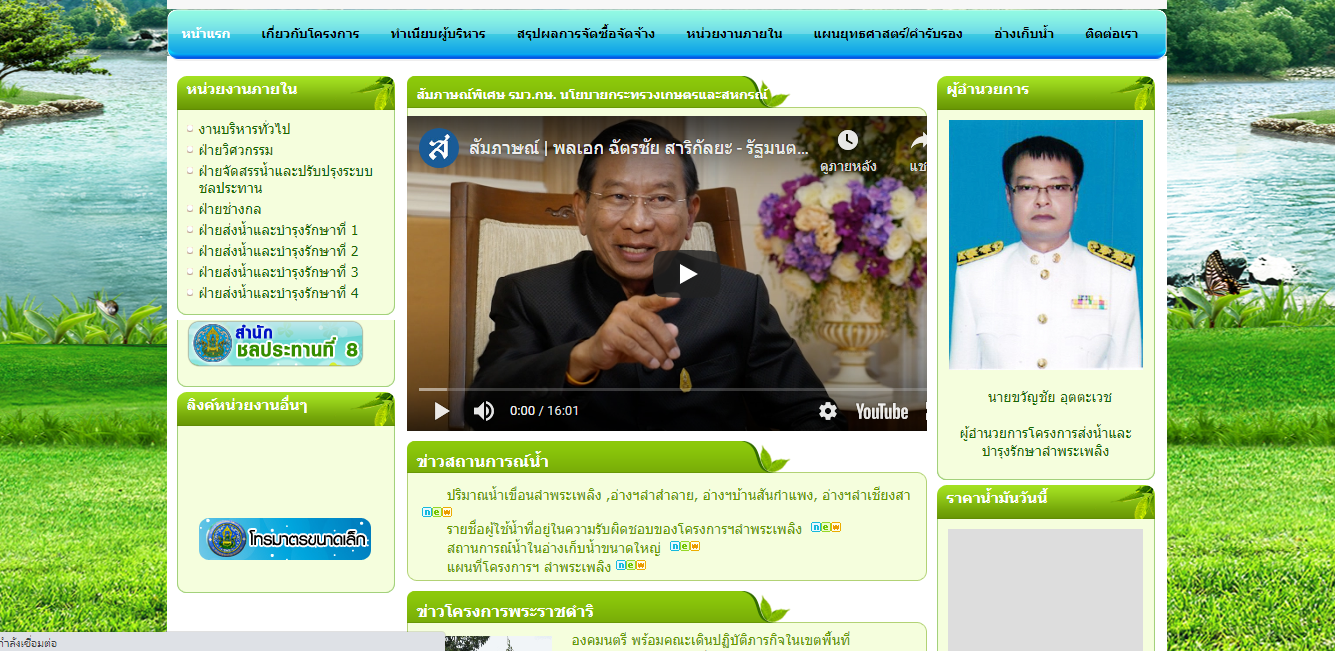 หน้าแรก เกี่ยวกับโครงการ ทำเนียบผู้บริหาร สรุปผลการจัดซื้อจัดจ้าง หน่วยงานภายใน แผนยุทธศาสตร์/คำรับรอง อ่างเก็บน้ำ ติดต่อเรา
หน่วยงานภายใน
งานบริหารทั่วไป
ฝ่ายวิศวกรรม
ฝ่ายจัดสรรน้ำและปรับปรุงระบบ
ชลประทาน
ฝ่ายช่างกล
ฝ่ายส่งน้ำและบำรุงรักษาที่ 1
ฝ่ายส่งน้ำและบำรุงรักษาที่ 2
ฝ่ายส่งน้ำและบำรุงรักษาที่ 3
ฝ่ายส่งน้ำและบำรุงรักษาที่ 4
สำนัก
ชลประทานที่ 8
ลิงค์หน่วยงานอื่นๆ
โทรมาตรขนาดเล็ก
สัมภาษณ์พิเศษ รมว.กษ. นโยบายกระทรวงเกษตรและสหกรณ์
สัมภาษณ์ | พลเอก ฉัตรชัย สาริกัลยะ - รัฐมนต...
ดูภายหลัง
แช
0:00 / 16:01
YouTube
ข่าวสถานการณ์น้ำ
ปริมาณน้ำเขื่อนลำพระเพลิง ,อ่างฯลำสำลาย, อ่างฯบ้านสันกำแพง, อ่างฯลำเชียงสา
new
รายชื่อผู้ใช้น้ำที่อยู่ในความรับผิดชอบของโครงการฯลำพระเพลิง new
สถานการณ์น้ำในอ่างเก็บน้ำขนาดใหญ่ new
แผนที่โครงการฯ ลำพระเพลิง new
ข่าวโครงการพระราชดำริ
องคมนตรี พร้อมคณะเดินปฏิบัติภารกิจในเขตพื้นที่
ผู้อำนวยการ
นายขวัญชัย อุตตะเวช
ผู้อำนวยการโครงการส่งน้ำและ
บำรุงรักษาลำพระเพลิง
ราคาน้ำมันวันนี้
กำลังเชื่อมต่อ